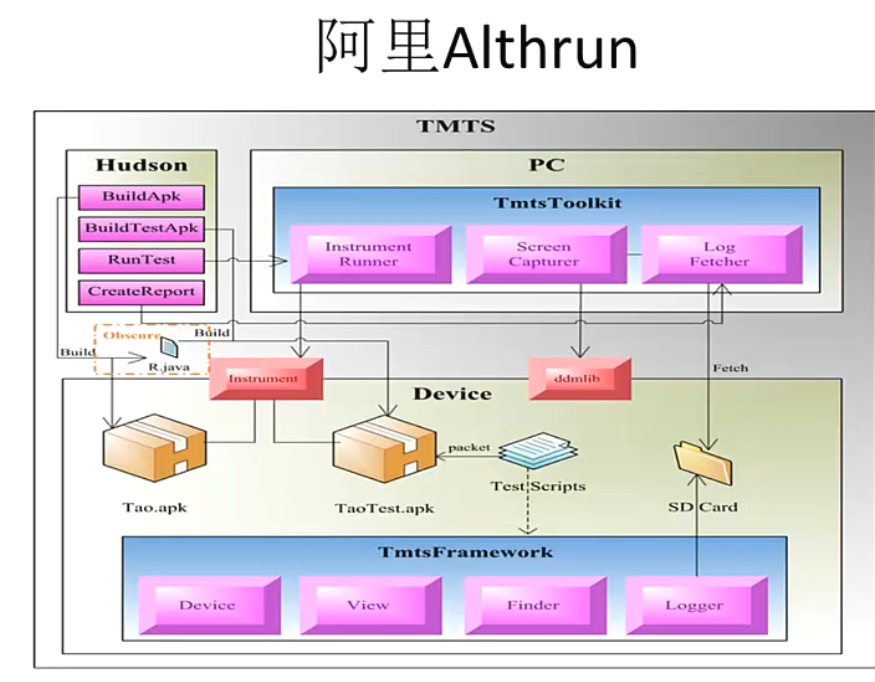 阿里Althrun
TMTS
Hudson
BuildApk
BuildTestApk
RunTest
CreateReport
PC
TmtsToolkit
Instrument
Runner
Screen
Capturer
Log
Fetcher
Obscure
R.java
Build
Build
Instrument
ddmlib
Fetch
Device
Tao.apk
TaoTest.apk
packet
Test Scripts
SD Card
TmtsFramework
Device
View
Finder
Logger